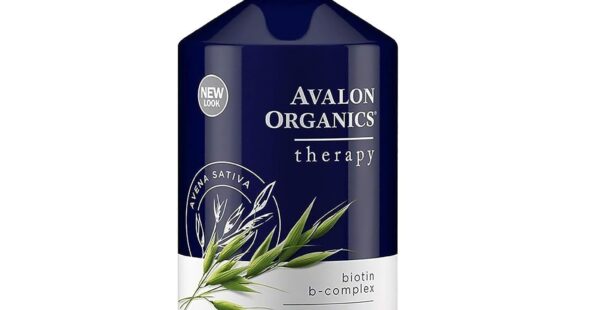 NEW
LOOK
AVALON
ORGANICS®
therapy
AVENA SATIVA
biotin
b-complex